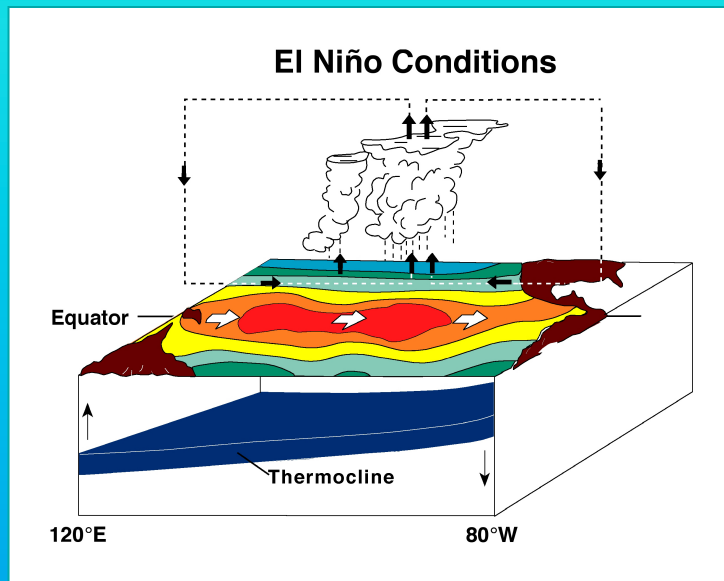 El Niño Conditions
Equator
Thermocline
120°E
80°W